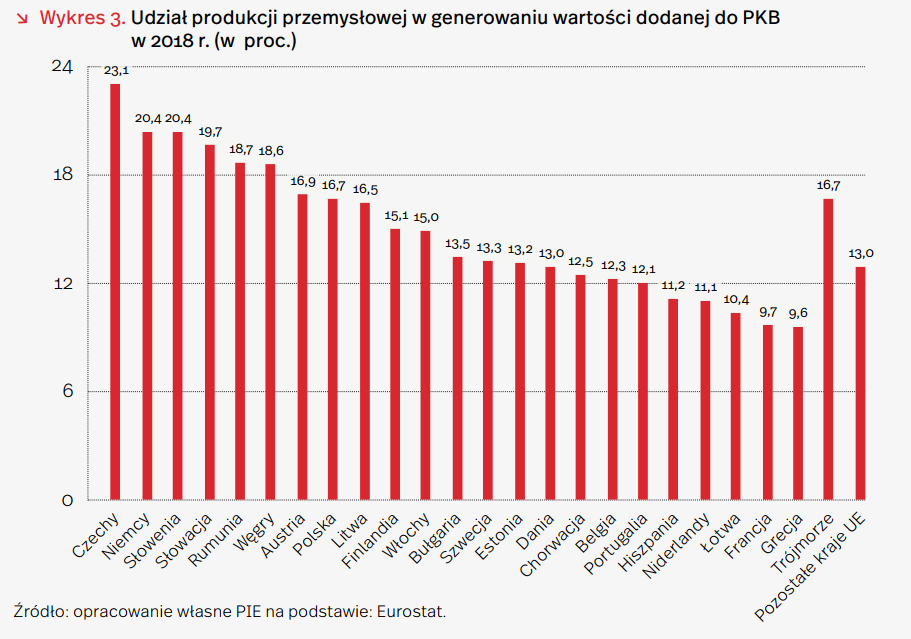 ↘ Wykres 3. Udział produkcji przemysłowej w generowaniu wartości dodanej do PKB
w 2018 r. (w proc.)
24
18
12
6
0
23,1
20,4
20,4
19,7
18,7
18,6
16,9
16,7
16,5
15,1
15,0
13,5
13,3
13,2
13,0
12,5
12,3
12,1
11,2
11,1
10,4
9,7
9,6
16,7
13,0
Czechy
Niemcy
Słowenia
Słowacja
Rumunia
Węgry
Austria
Polska
Litwa
Finlandia
Włochy
Bułgaria
Szwecja
Estonia
Dania
Chorwacja
Belgia
Portugalia
Hiszpania
Niderlandy
Łotwa
Francja
Grecja
Trójmorze
Pozostałe kraje UE
Źródło: opracowanie własne PIE na podstawie: Eurostat.